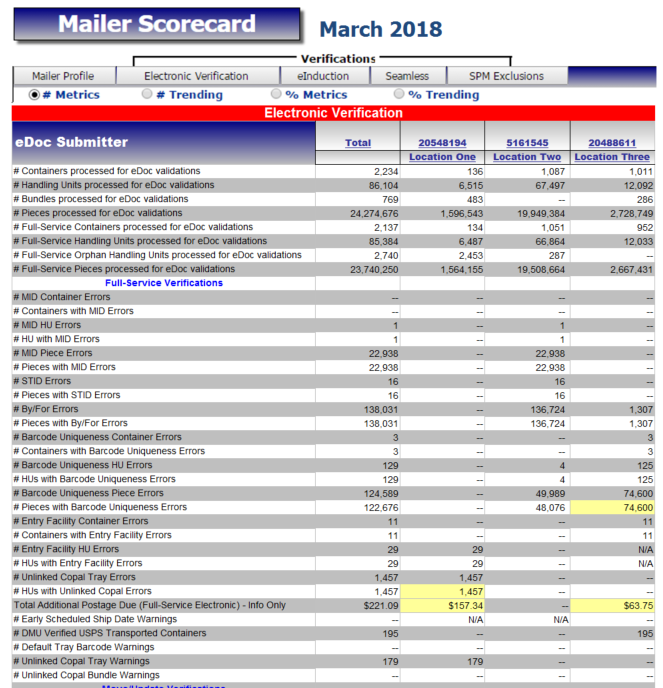 Mailer Scorecard
March 2018
Verifications
Mailer Profile Electronic Verification eInduction Seamless SPM Exclusions
# Metrics # Trending % Metrics % Trending
Electronic Verification
eDoc Submitter Total 20548194 5161545 20488611
Location One Location Two Location Three
# Containers processed for eDoc validations 2,234 136 1,087 1,011
# Handling Units processed for eDoc validations 86,104 6,515 67,497 12,092
# Bundles processed for eDoc validations 769 483 -- 286
# Pieces processed for eDoc validations 24,274,676 1,596,543 19,949,384 2,728,749
# Full-Service Containers processed for eDoc validations 2,137 134 1,051 952
# Full-Service Handling Units processed for eDoc validations 85,384 6,487 66,864 12,033
# Full-Service Orphan Handling Units processed for eDoc validations 2,740 2,453 287 --
# Full-Service Pieces processed for eDoc validations 23,740,250 1,564,155 19,508,664 2,667,431
Full-Service Verifications
# MID Container Errors -- -- -- --
# Containers with MID Errors -- -- -- --
# MID HU Errors 1 -- 1 --
# HU with MID Errors 1 -- 1 --
# MID Piece Errors 22,938 -- 22,938 --
# Pieces with MID Errors 22,938 -- 22,938 --
# STID Errors 16 -- 16 --
# Pieces with STID Errors 16 -- 16 --
# By/For Errors 138,031 -- 136,724 1,307
# Pieces with By/For Errors 138,031 -- 136,724 1,307
# Barcode Uniqueness Container Errors 3 -- -- 3
# Containers with Barcode Uniqueness Errors 3 -- -- 3
# Barcode Uniqueness HU Errors 129 -- 4 125
# HUs with Barcode Uniqueness Errors 129 -- 4 125
# Barcode Uniqueness Piece Errors 124,589 -- 49,989 74,600
# Pieces with Barcode Uniqueness Errors 122,676 -- 48,076 74,600
# Entry Facility Container Errors 11 -- -- 11
# Containers with Entry Facility Errors 11 -- -- 11
# Entry Facility HU Errors 29 29 -- N/A
# HUs with Entry Facility Errors 29 29 -- N/A
# Unlinked Copal Tray Errors 1,457 1,457 -- --
# HUs with Unlinked Copal Errors 1,457 1,457 -- --
Total Additional Postage Due (Full-Service Electronic) - Info Only $221.09 $157.34 -- $63.75
# Early Scheduled Ship Date Warnings -- N/A N/A --
# DMU Verified USPS Transported Containers 195 -- -- 195
# Default Tray Barcode Warnings -- -- -- --
# Unlinked Copal Tray Warnings 179 179 -- --
# Unlinked Copal Bundle Warnings -- -- -- --
Move/Update Verifications